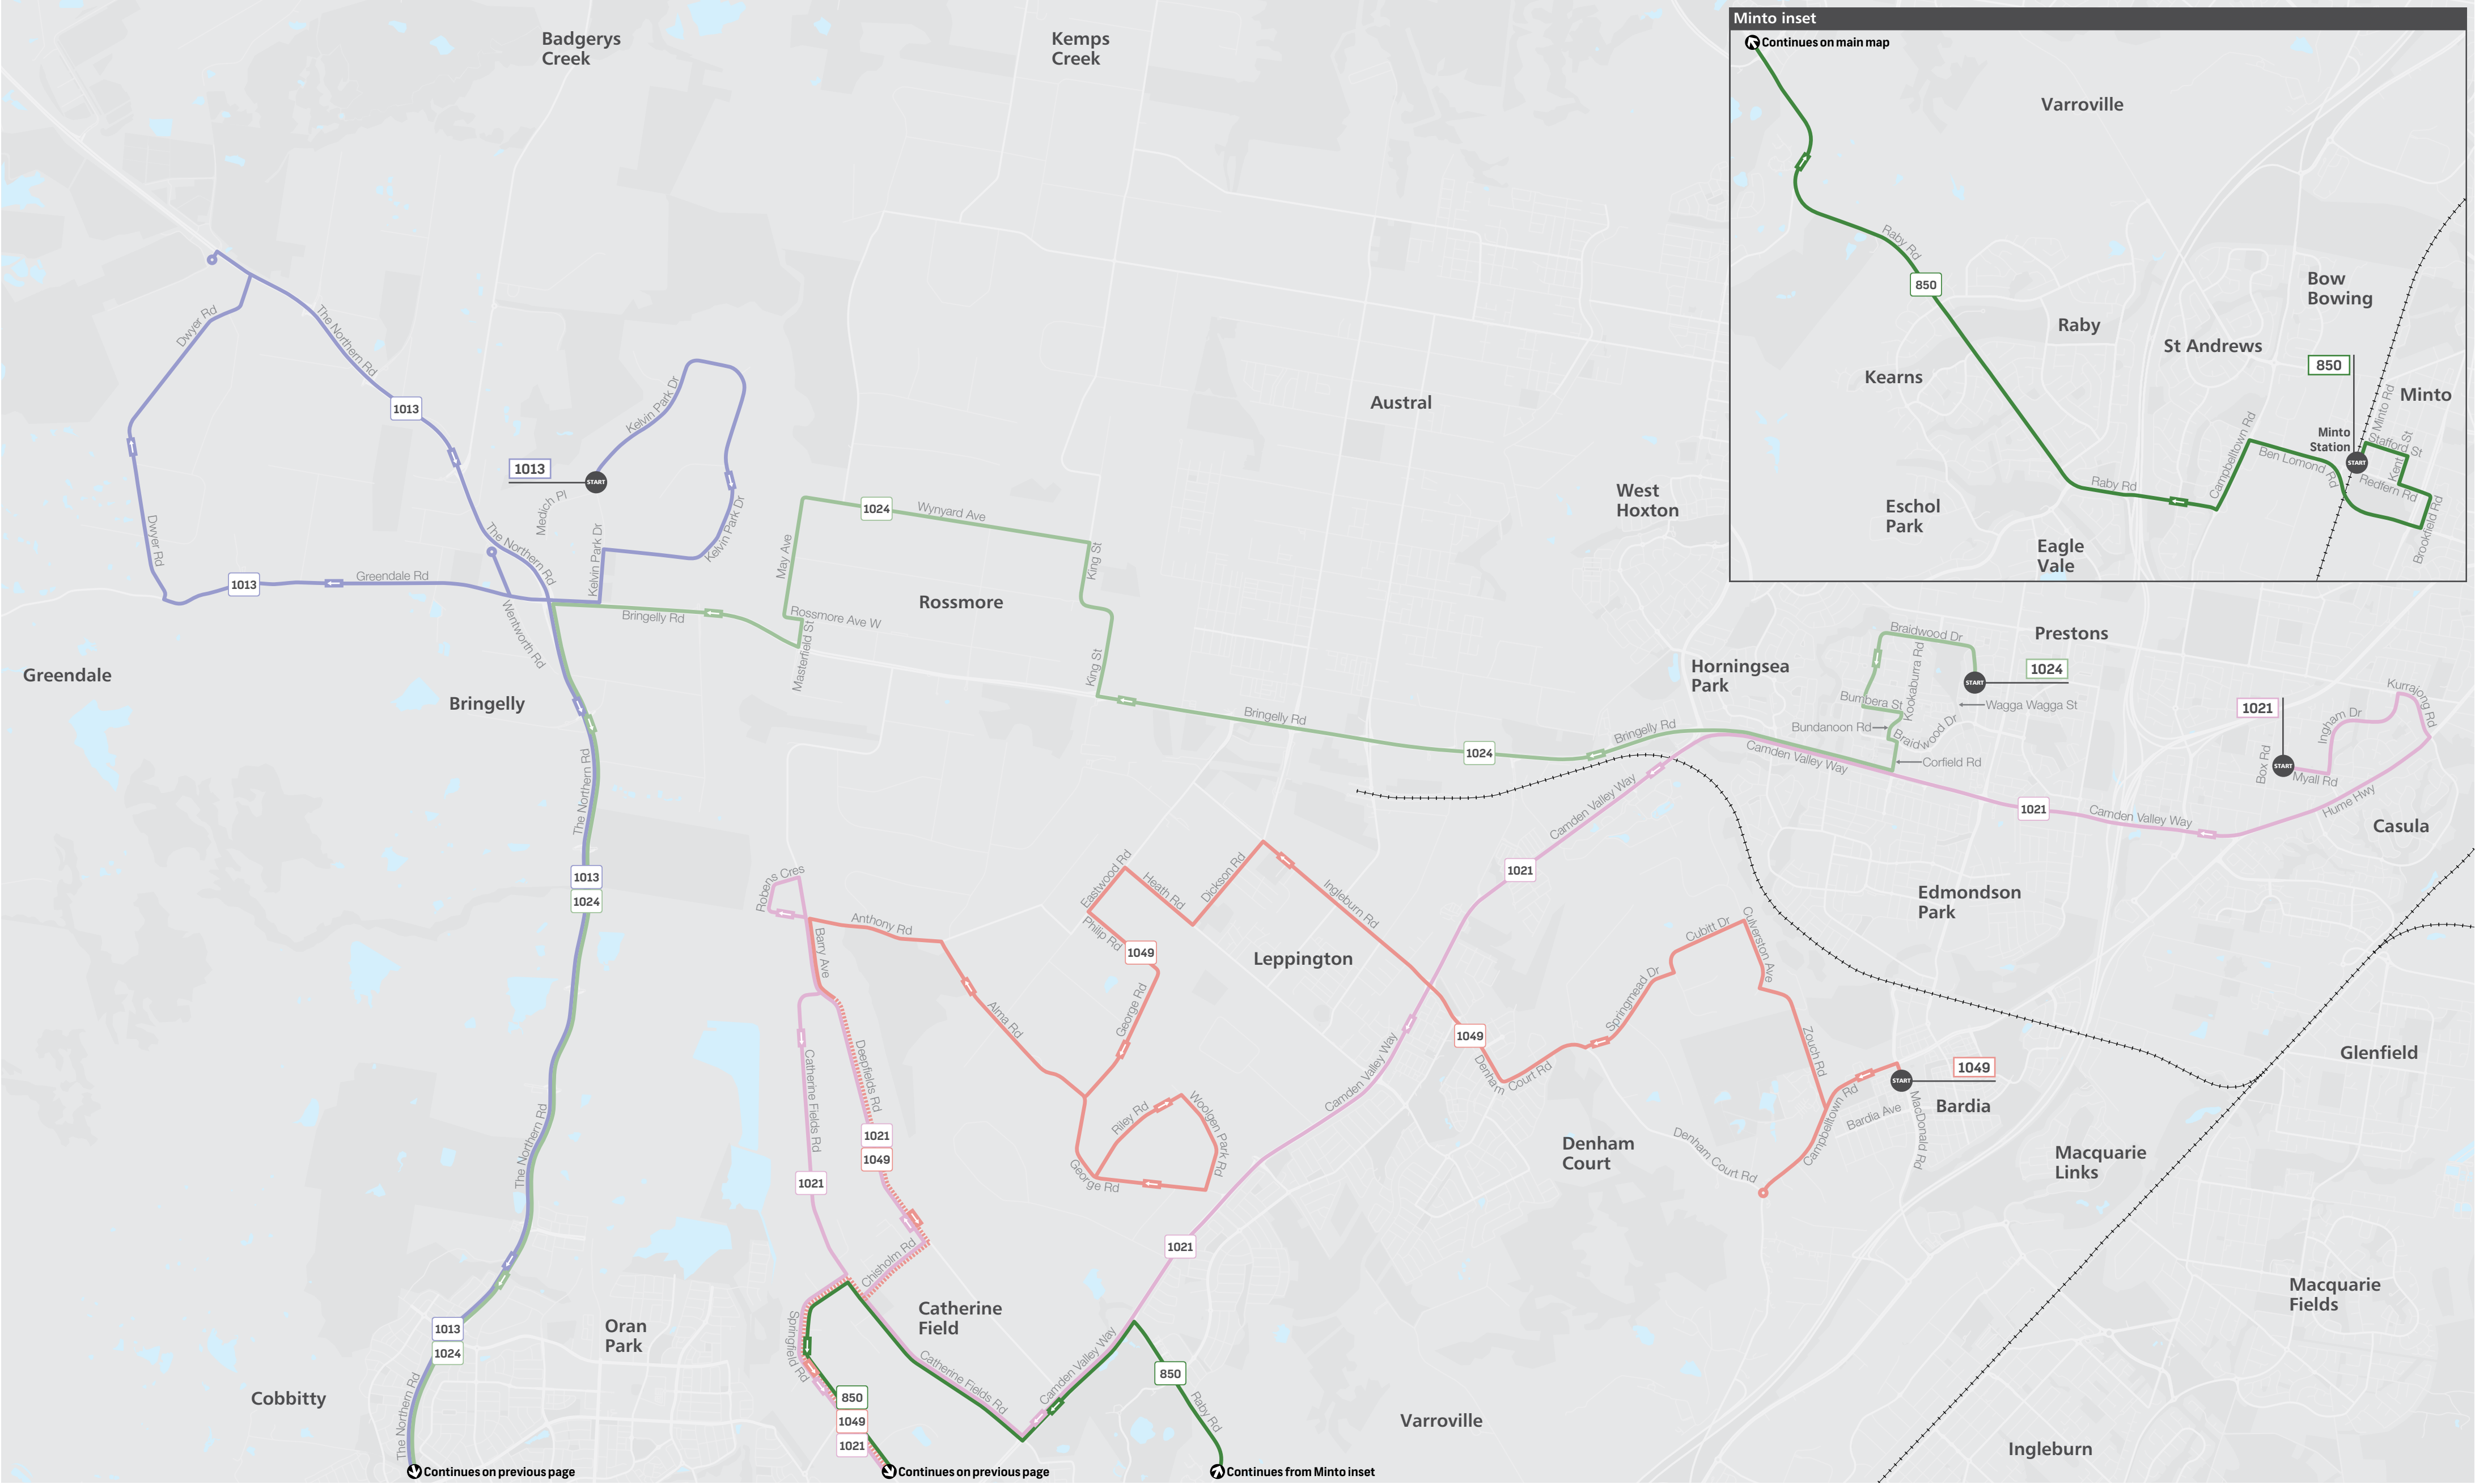 Minto inset
Continues on main map
Varroville
Raby Rd
850
Bow
Bowing
Raby
St Andrews
850
Kearns
Minto Rd
Minto
Campbelltown Rd
Minto
Station
Stafford St
START
Kent St
Ben Lomond Rd
Redfern Rd
Raby Rd
Brookfield Rd
Eschol
Park
Eagle
Vale
Badgerys
Creek
Kemps
Creek
Dwyer Rd
The Northern Rd
1013
Kelvin Park Dr
Austral
1013
START
Medich Pl
West
Hoxton
1024
Wynyard Ave
Dwyer Rd
The Northern Rd
Kelvin Park Dr
Kelvin Park Dr
May Ave
King St
1013
Greendale Rd
Rossmore
Bringelly Rd
Rossmore Ave W
Wentworth Rd
Masterfield St
King St
Braidwood Dr
Prestons
Kookaburra Rd
START
1024
Horningsea
Park
Greendale
Bringelly
Bumbera St
Wagga Wagga St
Kurrajong Rd
1021
Ingham Dr
Bringelly Rd
Bundanoon Rd
Braidwood Dr
Bringelly Rd
1024
Camden Valley Way
Corfield Rd
Box Rd
START
Myall Rd
The Northern Rd
Camden Valley Way
1021
Camden Valley Way
Hume Hwy
Casula
1013
1024
1021
Robens Cres
Eastwood Rd
Heath Rd
Dickson Rd
Ingleburn Rd
Edmondson
Park
Anthony Rd
Philip Rd
1049
Barry Ave
Leppington
Cubitt Dr
Culverston Ave
Springmead Dr
George Rd
Alma Rd
1049
Zouch Rd
Glenfield
Catherine Fields Rd
Deepfields Rd
Denham
Court Rd
Camden Valley Way
1049
START
Bardia
Campbelltown Rd
Bardia Ave
MacDonald Rd
Riley Rd
Woolgen Park Rd
1021
1049
Denham
Court
Denham Court Rd
Macquarie
Links
The Northern Rd
1021
George Rd
1021
Chisholm Rd
Macquarie
Fields
Catherine
Field
Oran
Park
Springfield Rd
1013
1024
Camden Valley Way
Catherine Fields Rd
850
Raby Rd
Cobbitty
The Northern Rd
850
1049
1021
Varroville
Ingleburn
Continues on previous page
Continues on previous page
Continues from Minto inset